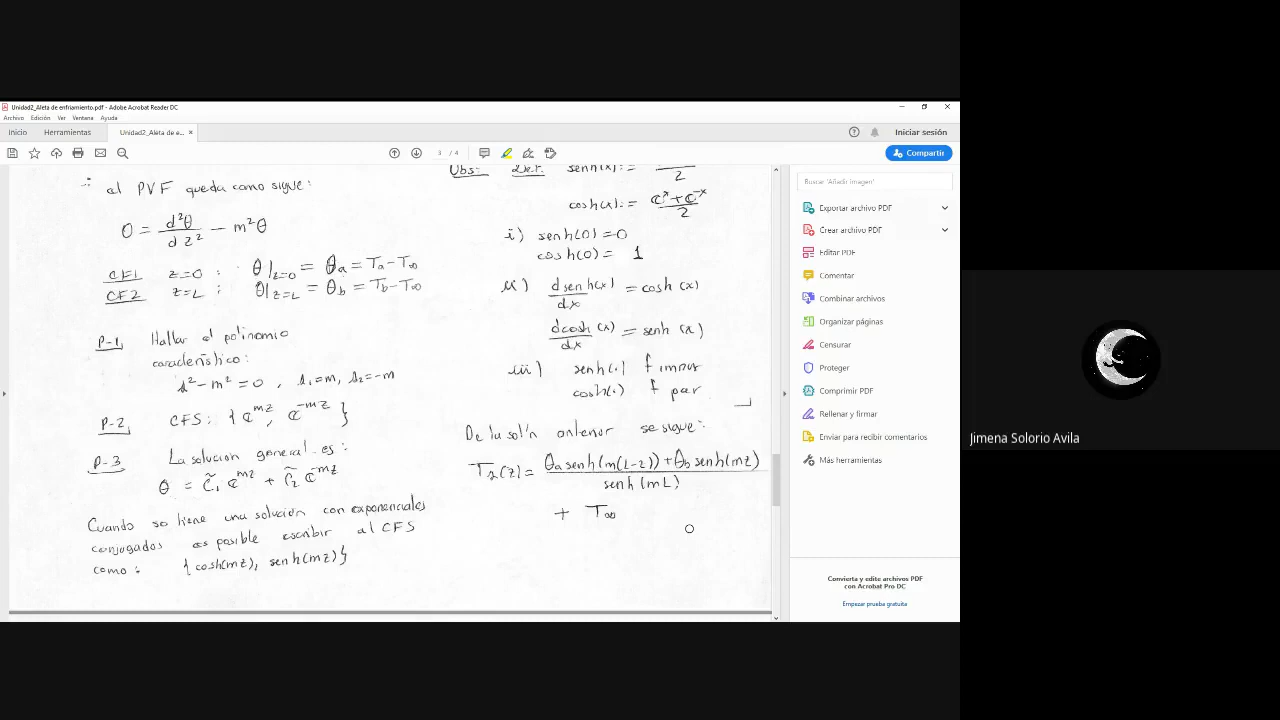 Unidad2_Aleta de enfriamiento.pdf - Adobe Acrobat Reader DC
Archivo Edición Ver Ventana Ayuda
Inicio Herramientas Unidad2_Aleta de e... × Iniciar sesión
3 / 4 Compartir
∴ el PVF queda como sigue:
0 = d²θ/dz² - m²θ
CF1 z=0 : θ|z=0 = θa = Ta - T∞
CF2 z=L : θ|z=L = θb = Tb - T∞
P-1, Hallar el polinomio
característico:
λ² - m² = 0 , λ1 = m, λ2 = -m
P-2, CFS: { e^mz, e^-mz }
P-3 La solución general es:
θ = C̃1 e^mz + C̃2 e^-mz
Cuando se tiene una solución con exponenciales
conjugados es posible escribir al CFS
como: { cosh(mz), senh(mz) }
Obs: Def. senh(x):= 2
cosh(x):= (e^x + e^-x)/2
i) senh(0) = 0
cosh(0) = 1
ii) d senh(x)/dx = cosh(x)
d cosh(x)/dx = senh(x)
iii) senh(.) f impar
cosh(.) f par
De la sol'n anterior se sigue:
(z) = (θa senh(m(L-z)) + θb senh(mz))/senh(mL)
+ T∞
Buscar 'Añadir imagen'
Exportar archivo PDF
Crear archivo PDF
Editar PDF
Comentar
Combinar archivos
Organizar páginas
Censurar
Proteger
Comprimir PDF
Rellenar y firmar
Enviar para recibir comentarios
Más herramientas
Convierta y edite archivos PDF
con Acrobat Pro DC
Empezar prueba gratuita
Jimena Solorio Avila